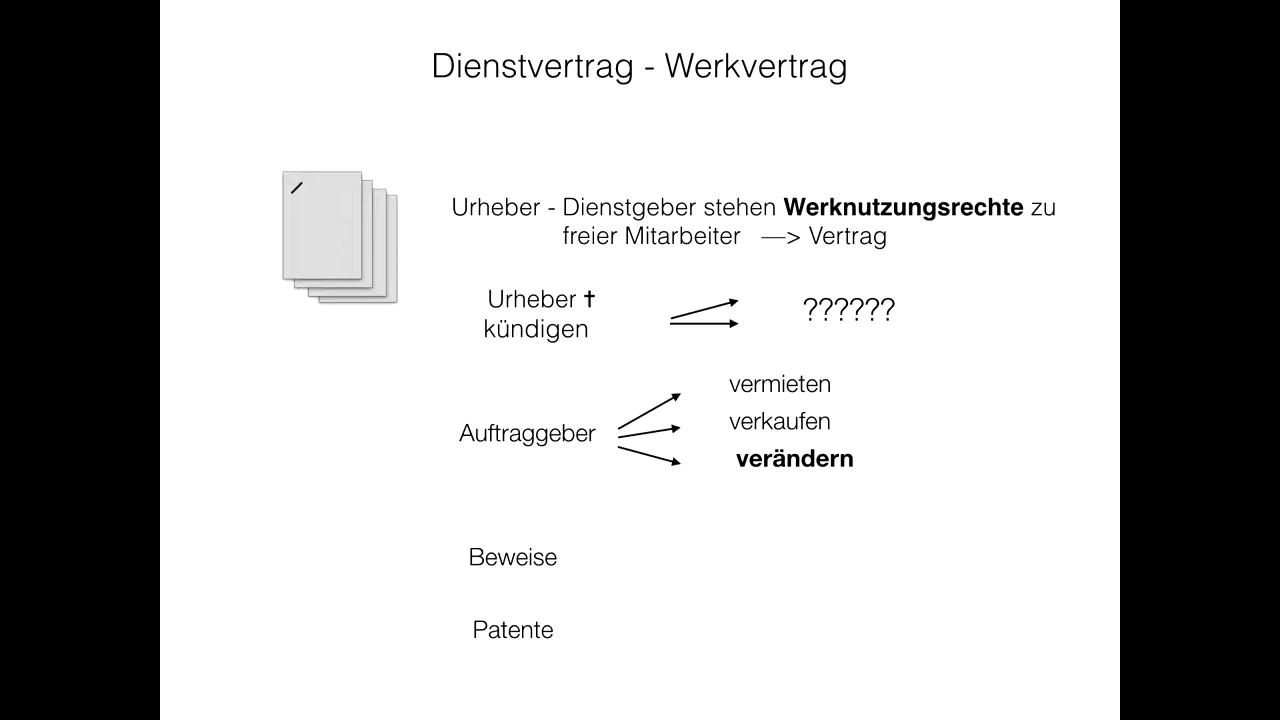 Dienstvertrag - Werkvertrag
Urheber - Dienstgeber stehen Werknutzungsrechte zu
freier Mitarbeiter —> Vertrag
Urheber ✝
kündigen
??????
vermieten
verkaufen
Auftraggeber
verändern
Beweise
Patente